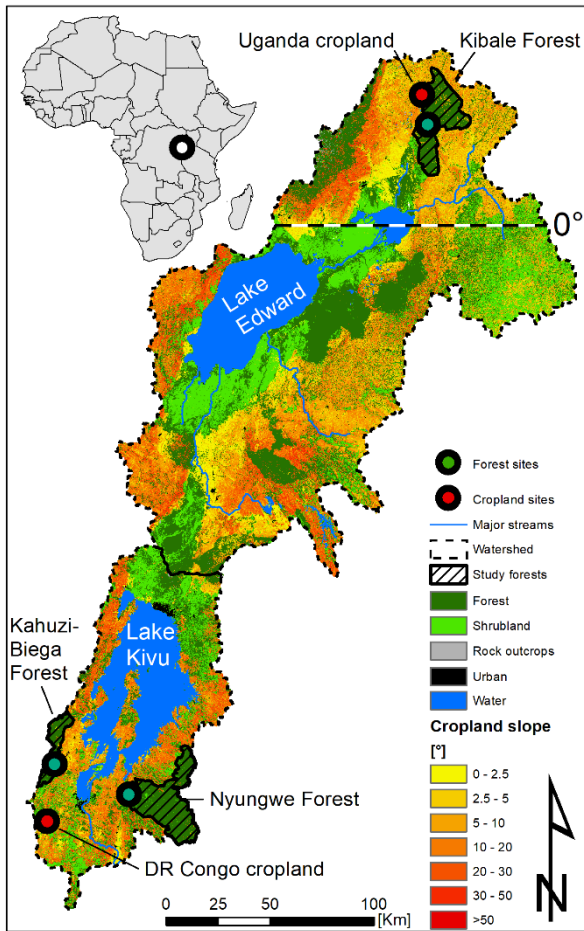 Uganda cropland
Kibale Forest
0°
Lake
Edward
Forest sites
Cropland sites
Major streams
Watershed
Study forests
Forest
Shrubland
Rock outcrops
Urban
Water
Cropland slope
[°]
0 - 2.5
2.5 - 5
5 - 10
10 - 20
20 - 30
30 - 50
>50
Kahuzi-
Biega
Forest
Lake
Kivu
Nyungwe Forest
DR Congo cropland
0 50 100
[Km]
N